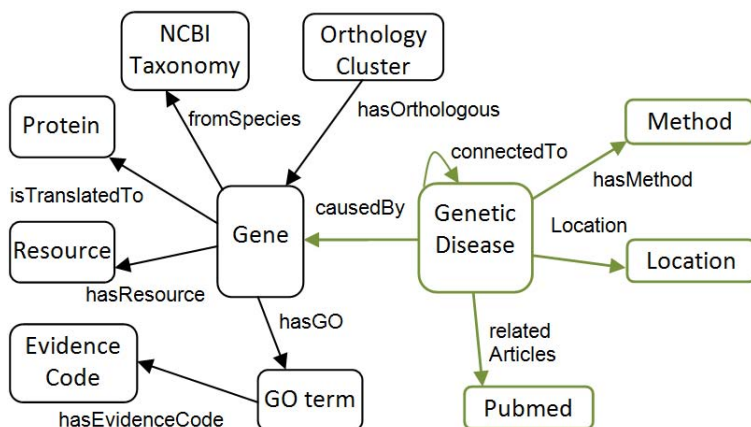 NCBI
Taxonomy
Orthology
Cluster
fromSpecies
hasOrthologous
Protein
Method
connectedTo
hasMethod
isTranslatedTo
causedBy
Gene
Genetic
Disease
Location
Resource
Location
hasResource
hasGO
related
Articles
Evidence
Code
GO term
Pubmed
hasEvidenceCode